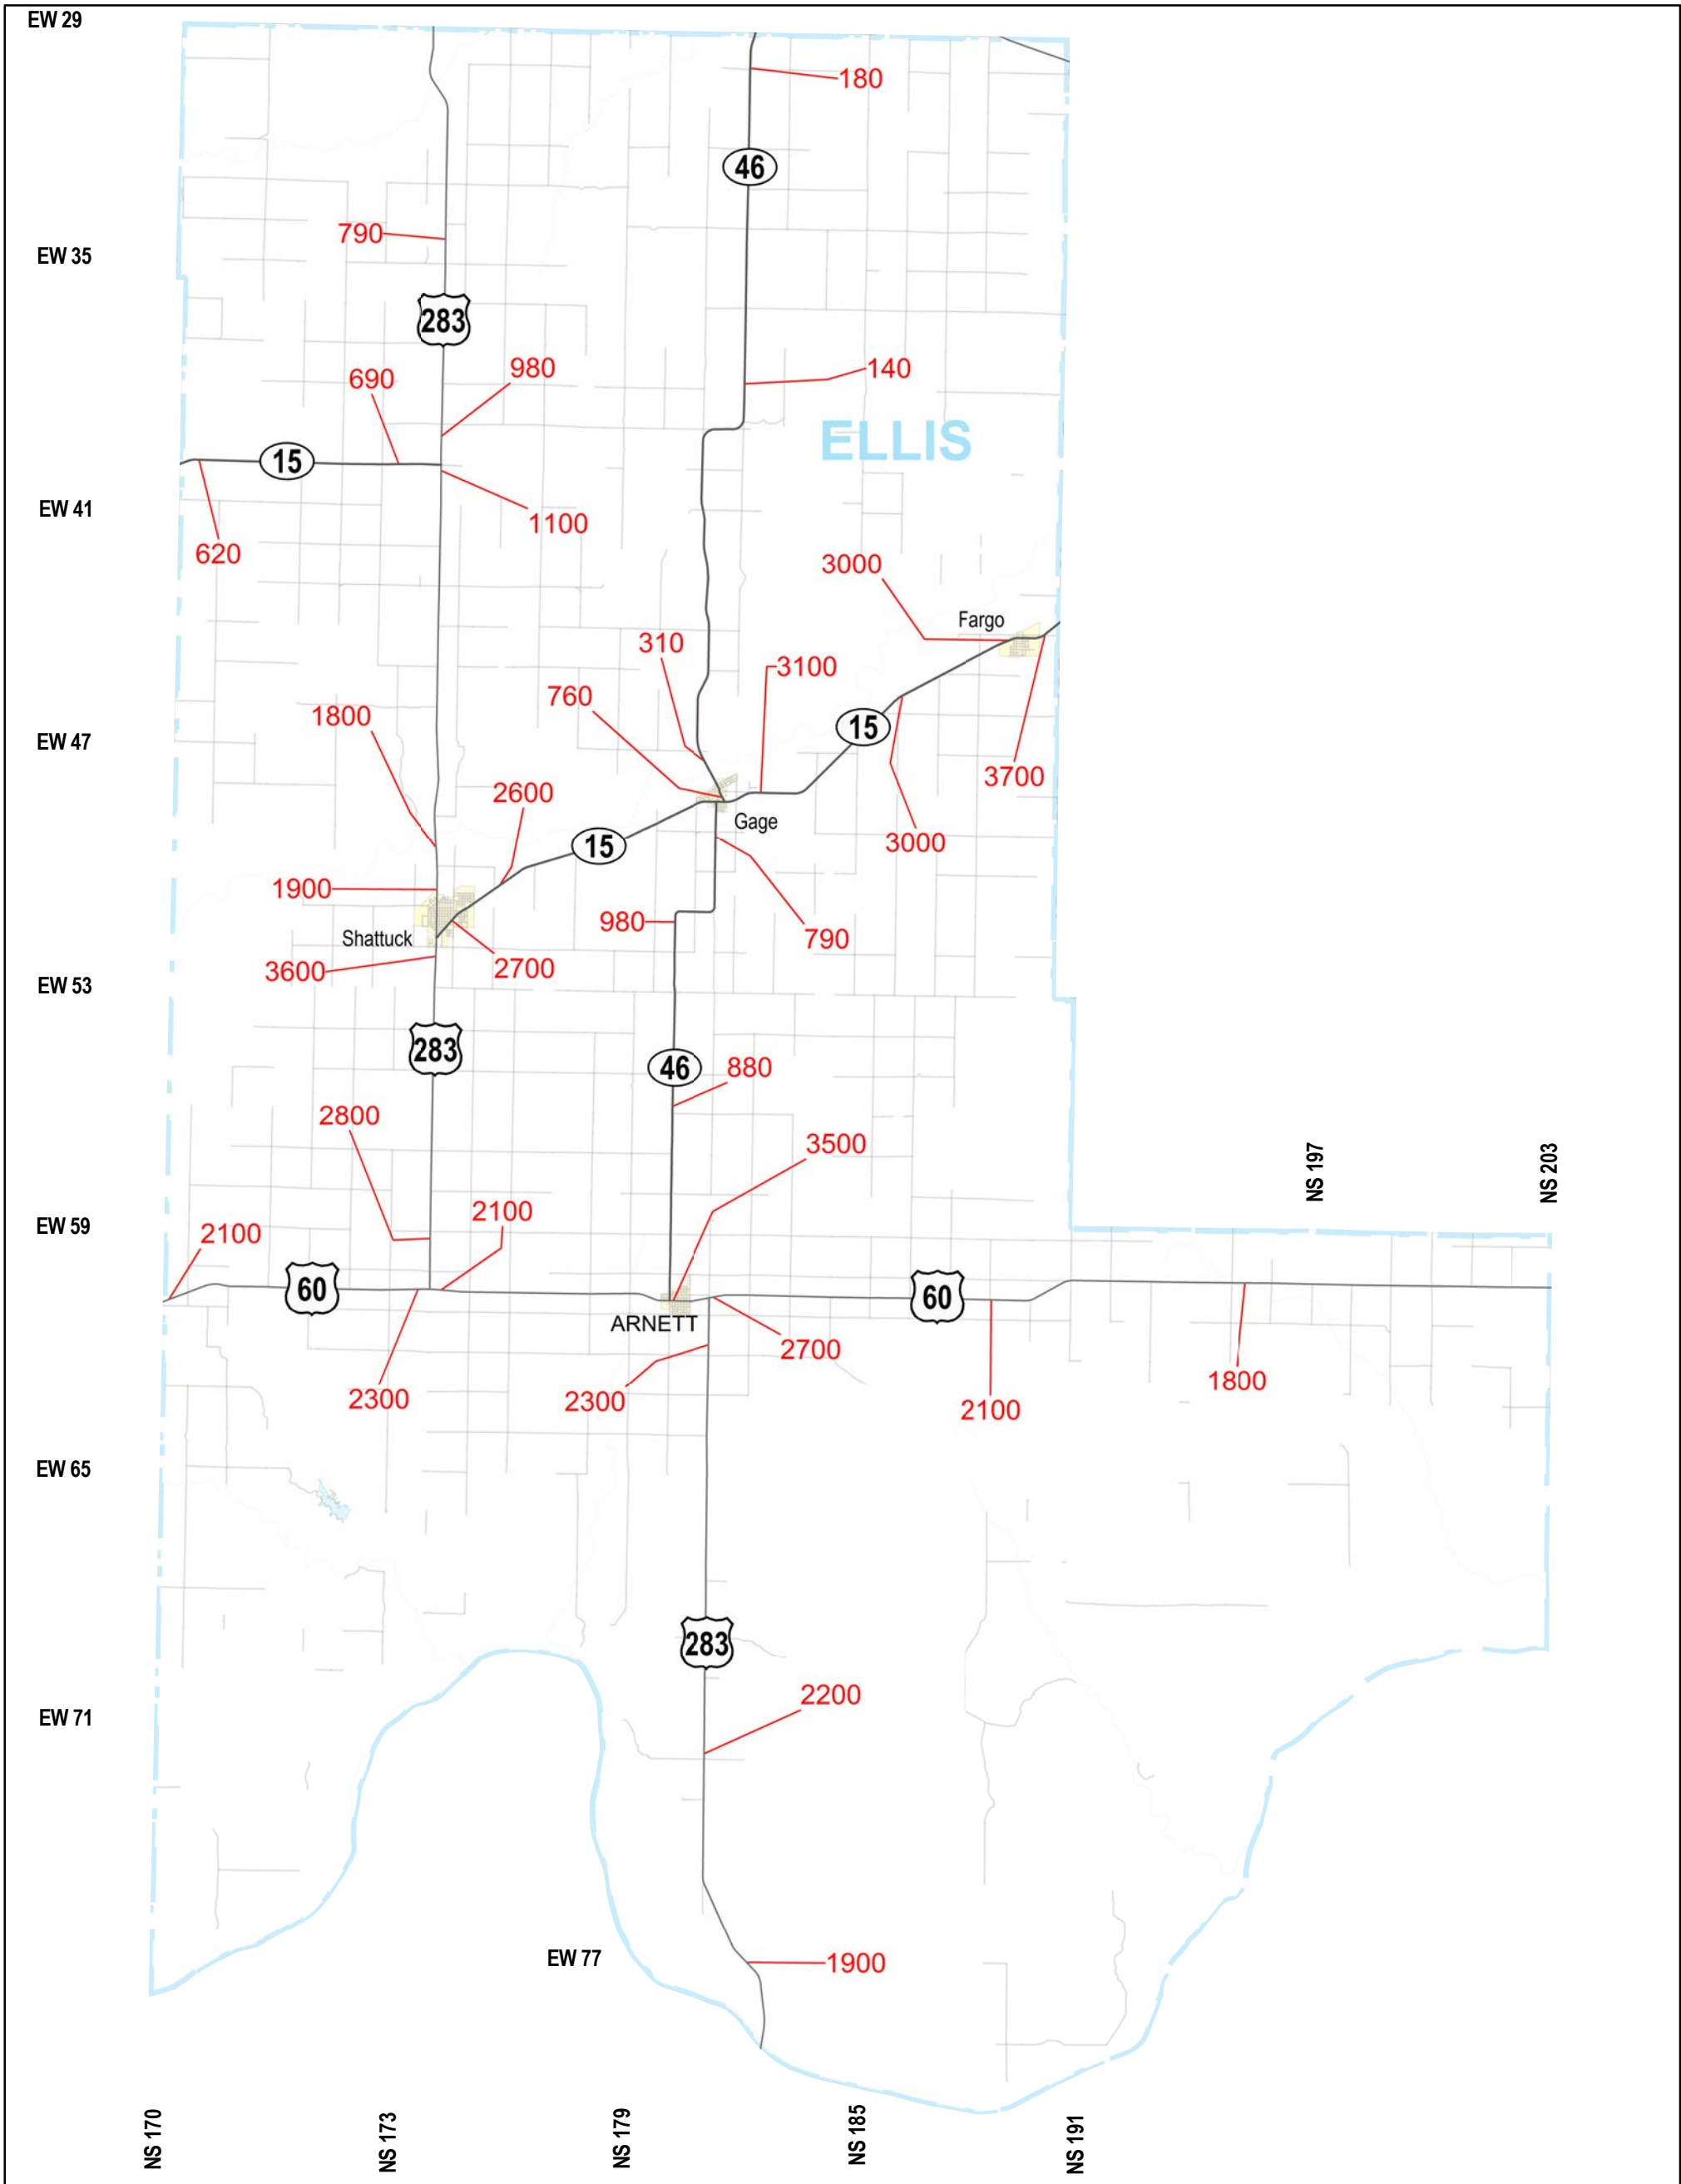 EW 29
180
46
790
EW 35
283
980
140
690
ELLIS
15
EW 41
1100
620
3000
Fargo
310
3100
760
1800
15
EW 47
3700
2600
Gage
3000
15
1900
980
790
Shattuck
2700
3600
EW 53
283
46
880
2800
3500
NS 197
NS 203
2100
EW 59
2100
60
60
ARNETT
2700
1800
2300
2300
2100
EW 65
283
2200
EW 71
EW 77
1900
NS 170
NS 173
NS 179
NS 185
NS 191